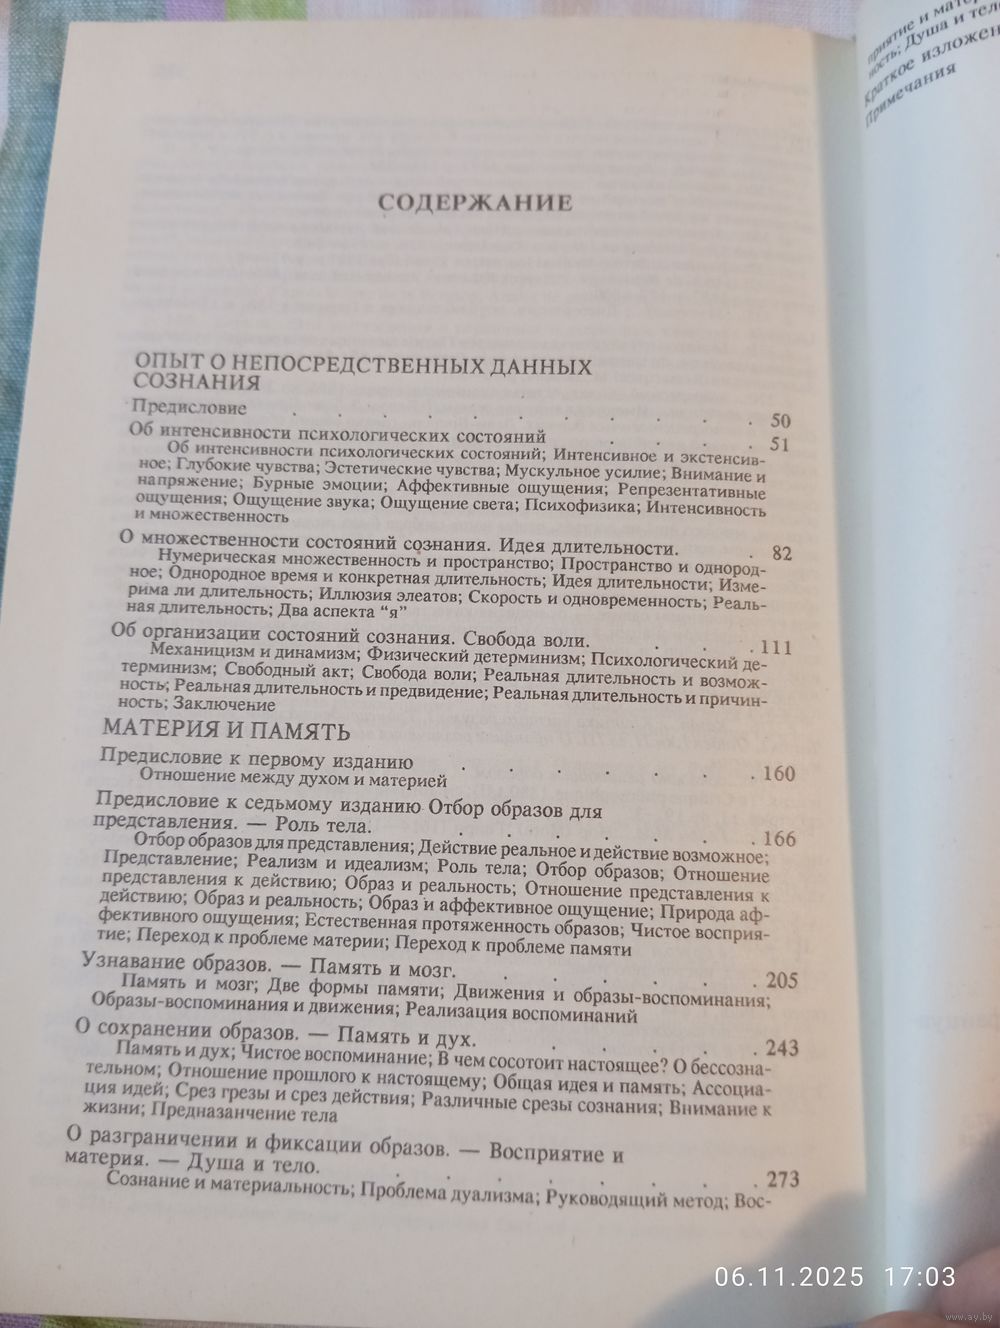 СОДЕРЖАНИЕ
ОПЫТ О НЕПОСРЕДСТВЕННЫХ ДАННЫХ
СОЗНАНИЯ
Предисловие . . . . . . . . . . . 50
Об интенсивности психологических состояний . . . . 51
Об интенсивности психологических состояний; Интенсивное и экстенсив-
ное; Глубокие чувства; Эстетические чувства; Мускульное усилие; Внимание и
напряжение; Бурные эмоции; Аффективные ощущения; Репрезентативные
ощущения; Ощущение звука; Ощущение света; Психофизика; Интенсивность
и множественность
О множественности состояний сознания. Идея длительности. . 82
Нумерическая множественность и пространство; Пространство и однород-
ное; Однородное время и конкретная длительность; Идея длительности; Изме-
рима ли длительность; Иллюзия элеатов; Скорость и одновременность; Реаль-
ная длительность; Два аспекта “я”
Об организации состояний сознания. Свобода воли. . . . 111
Механицизм и динамизм; Физический детерминизм; Психологический де-
терминизм; Свободный акт; Свобода воли; Реальная длительность и возмож-
ность; Реальная длительность и предвидение; Реальная длительность и причин-
ность; Заключение
МАТЕРИЯ И ПАМЯТЬ
Предисловие к первому изданию . . . . . . . 160
Отношение между духом и материей
Предисловие к седьмому изданию Отбор образов для
представления. — Роль тела. . . . . . . . 166
Отбор образов для представления; Действие реальное и действие возможное;
Представление; Реализм и идеализм; Роль тела; Отбор образов; Отношение
представления к действию; Образ и реальность; Отношение представления к
действию; Образ и реальность; Образ и аффективное ощущение; Природа аф-
фективного ощущения; Естественная протяженность образов; Чистое восприя-
тие; Переход к проблеме материи; Переход к проблеме памяти
Узнавание образов. — Память и мозг. . . . . . . 205
Память и мозг; Две формы памяти; Движения и образы-воспоминания;
Образы-воспоминания и движения; Реализация воспоминаний
О сохранении образов. — Память и дух. . . . . . 243
Память и дух; Чистое воспоминание; В чем сосотоит настоящее? О бессозна-
тельном; Отношение прошлого к настоящему; Общая идея и память; Ассоциа-
ция идей; Срез грезы и срез действия; Различные срезы сознания; Внимание к
жизни; Предназанчение тела
О разграничении и фиксации образов. — Восприятие и
материя. — Душа и тело. . . . . . . . . 273
Сознание и материальность; Проблема дуализма; Руководящий метод; Вос-
приятие и
ность; Душа и
Краткое
Примечания
06.11.2025 17:03
www.ay.by